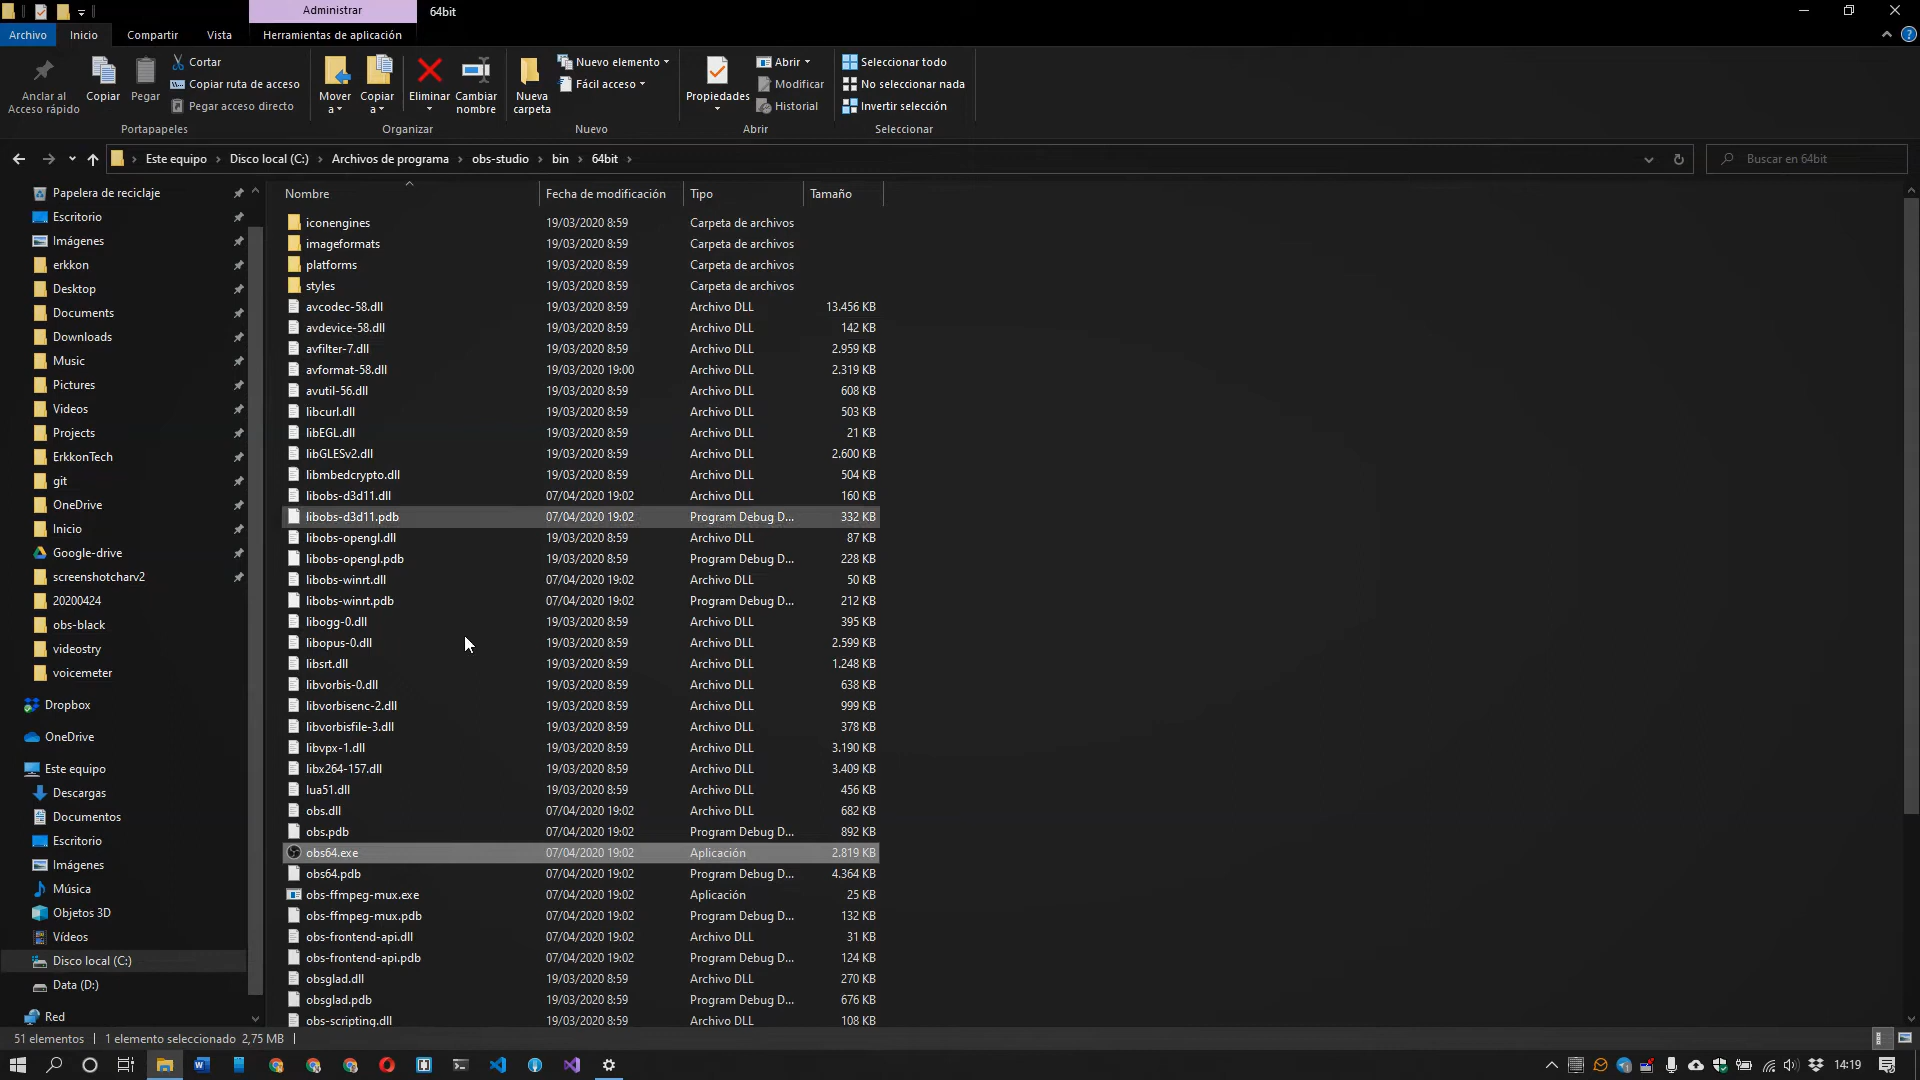 Administrar
64bit
Archivo Inicio Compartir Vista Herramientas de aplicación
Anclar al Acceso rápido
Copiar
Pegar
Cortar
Copiar ruta de acceso
Pegar acceso directo
Portapapeles
Mover a
Copiar a
Eliminar
Cambiar nombre
Organizar
Nueva carpeta
Nuevo elemento
Fácil acceso
Nuevo
Propiedades
Abrir
Modificar
Historial
Abrir
Seleccionar todo
No seleccionar nada
Invertir selección
Seleccionar
Este equipo > Disco local (C:) > Archivos de programa > obs-studio > bin > 64bit >
Buscar en 64bit
Papelera de reciclaje
Escritorio
Imágenes
erkkon
Desktop
Documents
Downloads
Music
Pictures
Videos
Projects
ErkkonTech
git
OneDrive
Inicio
Google-drive
screenshotcharv2
20200424
obs-black
videostry
voicemeter
Dropbox
OneDrive
Este equipo
Descargas
Documentos
Escritorio
Imágenes
Música
Objetos 3D
Vídeos
Disco local (C:)
Data (D:)
Red
Nombre Fecha de modificación Tipo Tamaño
iconengines 19/03/2020 8:59 Carpeta de archivos
imageformats 19/03/2020 8:59 Carpeta de archivos
platforms 19/03/2020 8:59 Carpeta de archivos
styles 19/03/2020 8:59 Carpeta de archivos
avcodec-58.dll 19/03/2020 8:59 Archivo DLL 13.456 KB
avdevice-58.dll 19/03/2020 8:59 Archivo DLL 142 KB
avfilter-7.dll 19/03/2020 8:59 Archivo DLL 2.959 KB
avformat-58.dll 19/03/2020 19:00 Archivo DLL 2.319 KB
avutil-56.dll 19/03/2020 8:59 Archivo DLL 608 KB
libcurl.dll 19/03/2020 8:59 Archivo DLL 503 KB
libEGL.dll 19/03/2020 8:59 Archivo DLL 21 KB
libGLESv2.dll 19/03/2020 8:59 Archivo DLL 2.600 KB
libmbedcrypto.dll 19/03/2020 8:59 Archivo DLL 504 KB
libobs-d3d11.dll 07/04/2020 19:02 Archivo DLL 160 KB
libobs-d3d11.pdb 07/04/2020 19:02 Program Debug D... 332 KB
libobs-opengl.dll 19/03/2020 8:59 Archivo DLL 87 KB
libobs-opengl.pdb 19/03/2020 8:59 Program Debug D... 228 KB
libobs-winrt.dll 07/04/2020 19:02 Archivo DLL 50 KB
libobs-winrt.pdb 07/04/2020 19:02 Program Debug D... 212 KB
libogg-0.dll 19/03/2020 8:59 Archivo DLL 395 KB
libopus-0.dll 19/03/2020 8:59 Archivo DLL 2.599 KB
libsrt.dll 19/03/2020 8:59 Archivo DLL 1.248 KB
libvorbis-0.dll 19/03/2020 8:59 Archivo DLL 638 KB
libvorbisenc-2.dll 19/03/2020 8:59 Archivo DLL 999 KB
libvorbisfile-3.dll 19/03/2020 8:59 Archivo DLL 378 KB
libvpx-1.dll 19/03/2020 8:59 Archivo DLL 3.190 KB
libx264-157.dll 19/03/2020 8:59 Archivo DLL 3.409 KB
lua51.dll 19/03/2020 8:59 Archivo DLL 456 KB
obs.dll 07/04/2020 19:02 Archivo DLL 682 KB
obs.pdb 07/04/2020 19:02 Program Debug D... 892 KB
obs64.exe 07/04/2020 19:02 Aplicación 2.819 KB
obs64.pdb 07/04/2020 19:02 Program Debug D... 4.364 KB
obs-ffmpeg-mux.exe 07/04/2020 19:02 Aplicación 25 KB
obs-ffmpeg-mux.pdb 07/04/2020 19:02 Program Debug D... 132 KB
obs-frontend-api.dll 07/04/2020 19:02 Archivo DLL 31 KB
obs-frontend-api.pdb 07/04/2020 19:02 Program Debug D... 124 KB
obsglad.dll 19/03/2020 8:59 Archivo DLL 270 KB
obsglad.pdb 19/03/2020 8:59 Program Debug D... 676 KB
obs-scripting.dll 19/03/2020 8:59 Archivo DLL 108 KB
51 elementos 1 elemento seleccionado 2,75 MB
14:19